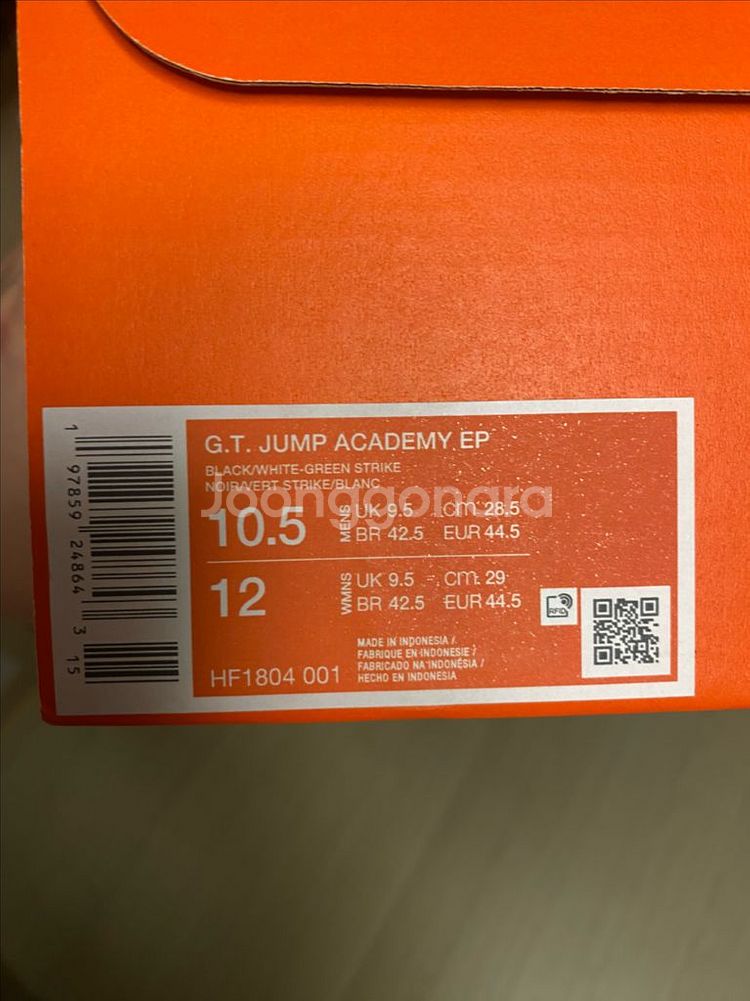 G.T. JUMP ACADEMY EP
BLACK/WHITE-GREEN STRIKE
NOIR/VERT STRIKE/BLANC
Joonggonara
10.5 MENS UK 9.5 cm 28.5
BR 42.5 EUR 44.5
12 WMNS UK 9.5 cm 29
BR 42.5 EUR 44.5
RFID
MADE IN INDONESIA /
FABRIQUE EN INDONESIE /
FABRICADO NA INDONÉSIA /
HECHO EN INDONESIA
HF1804 001
1 97859 24864 3 15